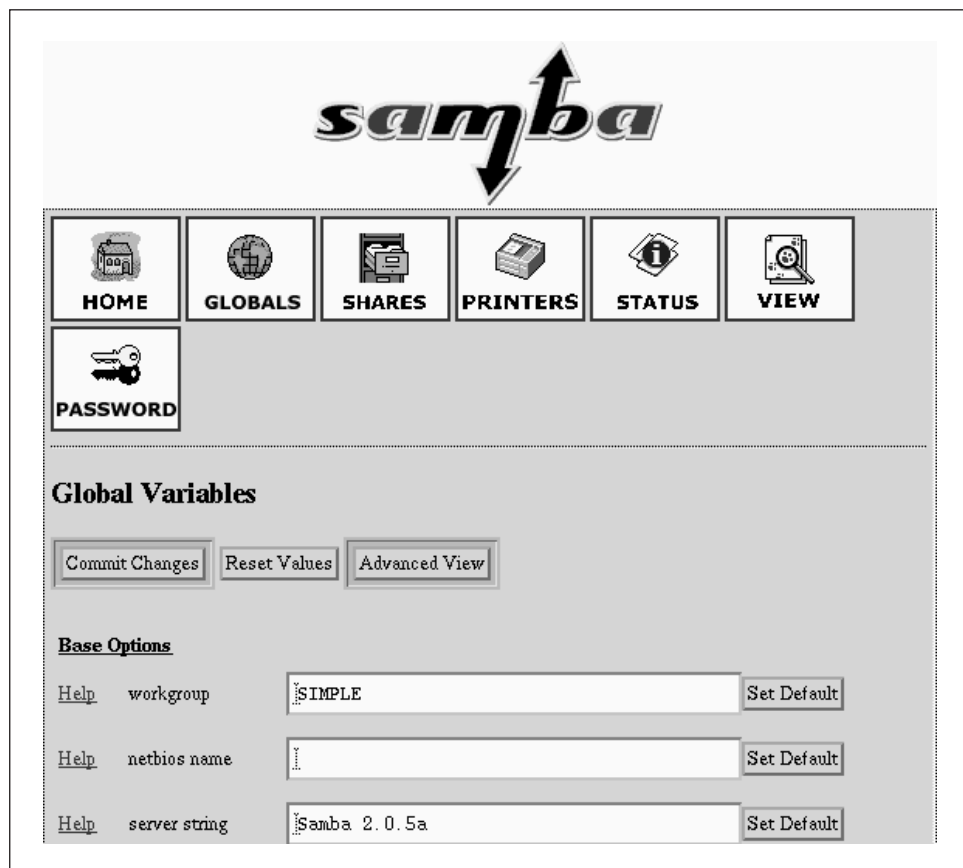 samba
HOME GLOBALS SHARES PRINTERS STATUS VIEW
PASSWORD
Global Variables
Commit Changes Reset Values Advanced View
Base Options
Help workgroup SIMPLE Set Default
Help netbios name Set Default
Help server string Samba 2.0.5a Set Default